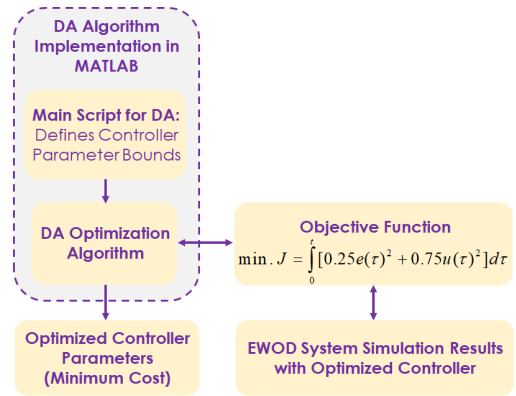 DA Algorithm
Implementation in
MATLAB
Main Script for DA:
Defines Controller
Parameter Bounds
DA Optimization
Algorithm
Objective Function
min. J = ∫₀ᵗ [0.25e(τ)² + 0.75u(τ)²]dτ
Optimized Controller
Parameters
(Minimum Cost)
EWOD System Simulation Results
with Optimized Controller